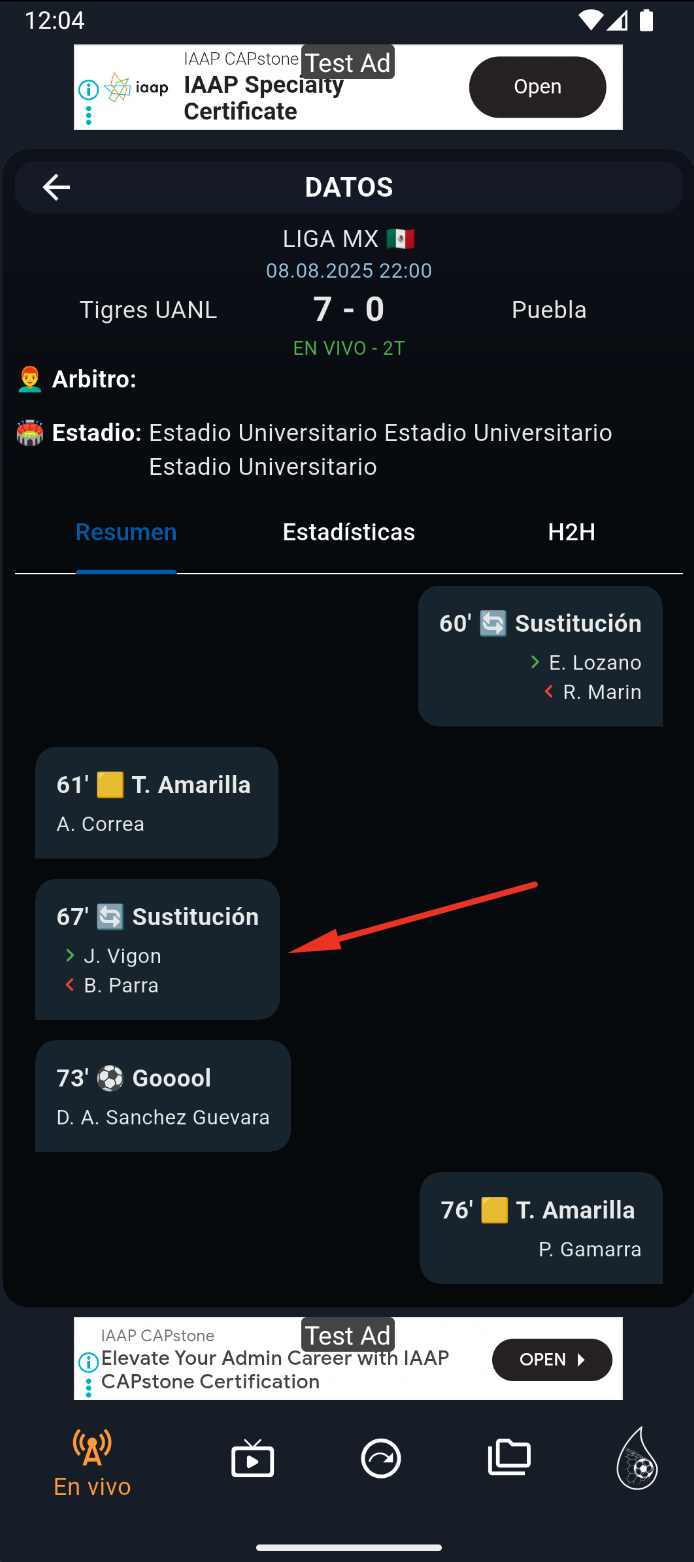 12:04
IAAP CAPstone
Test Ad
iaap
IAAP Specialty
Certificate
Open
DATOS
LIGA MX
08.08.2025 22:00
Tigres UANL 7 - 0 Puebla
EN VIVO - 2T
Arbitro:
Estadio: Estadio Universitario Estadio Universitario
Estadio Universitario
Resumen Estadísticas H2H
60' Sustitución
E. Lozano
R. Marin
61' T. Amarilla
A. Correa
67' Sustitución
J. Vigon
B. Parra
73' Gooool
D. A. Sanchez Guevara
76' T. Amarilla
P. Gamarra
IAAP CAPstone
Test Ad
Elevate Your Admin Career with IAAP
CAPstone Certification
OPEN
En vivo